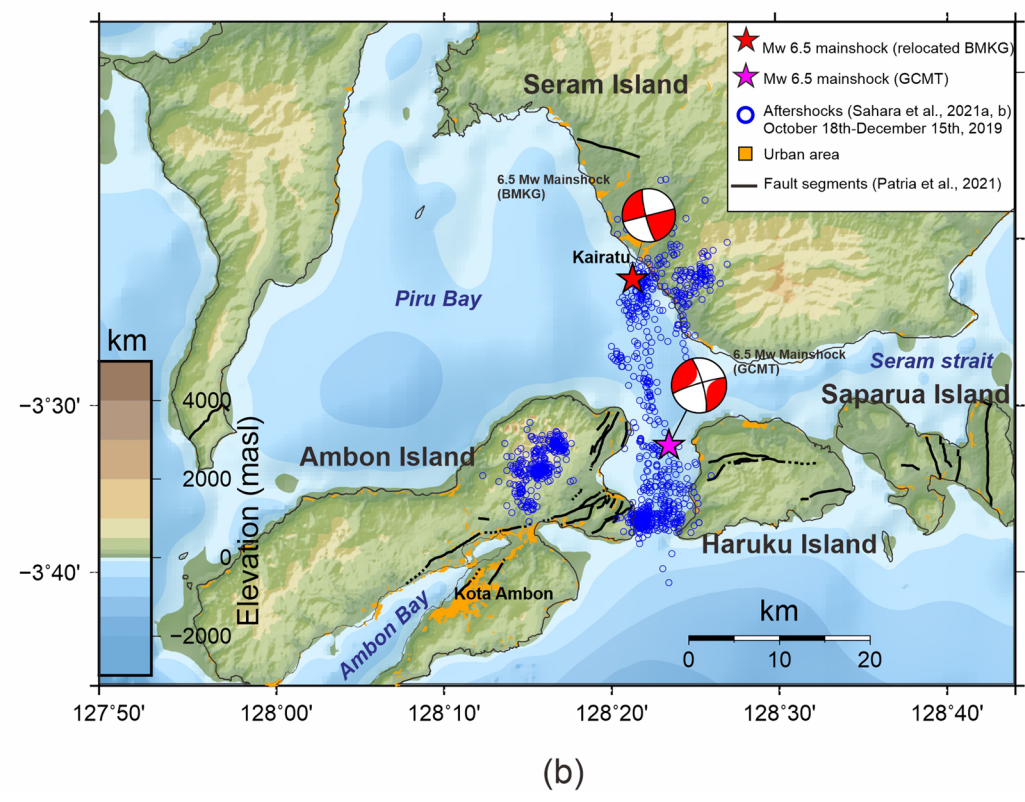 b)
Mw 6.5 mainshock (relocated BMKG)
Mw 6.5 mainshock (GCMT)
Aftershocks (Sahara et al., 2021a, b)
October 18th-December 15th, 2019
Urban area
Fault segments (Patria et al., 2021)
Seram Island
6.5 Mw Mainshock
(BMKG)
Kairatu
Piru Bay
6.5 Mw Mainshock
(GCMT)
Seram strait
Saparua Island
km
4000
2000
0
−2000
Elevation (masl)
−3°30'
−3°40'
Ambon Island
Haruku Island
Kota Ambon
Ambon Bay
km
0 10 20
127°50' 128°00' 128°10' 128°20' 128°30' 128°40'
(b)